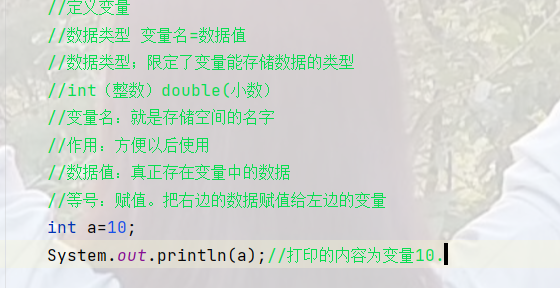 //定义变量
//数据类型 变量名=数据值
//数据类型：限定了变量能存储数据的类型
//int（整数）double(小数）
//变量名：就是存储空间的名字
//作用：方便以后使用
//数据值：真正存在变量中的数据
//等号：赋值。把右边的数据赋值给左边的变量
int a=10;
System.out.println(a);//打印的内容为变量10.